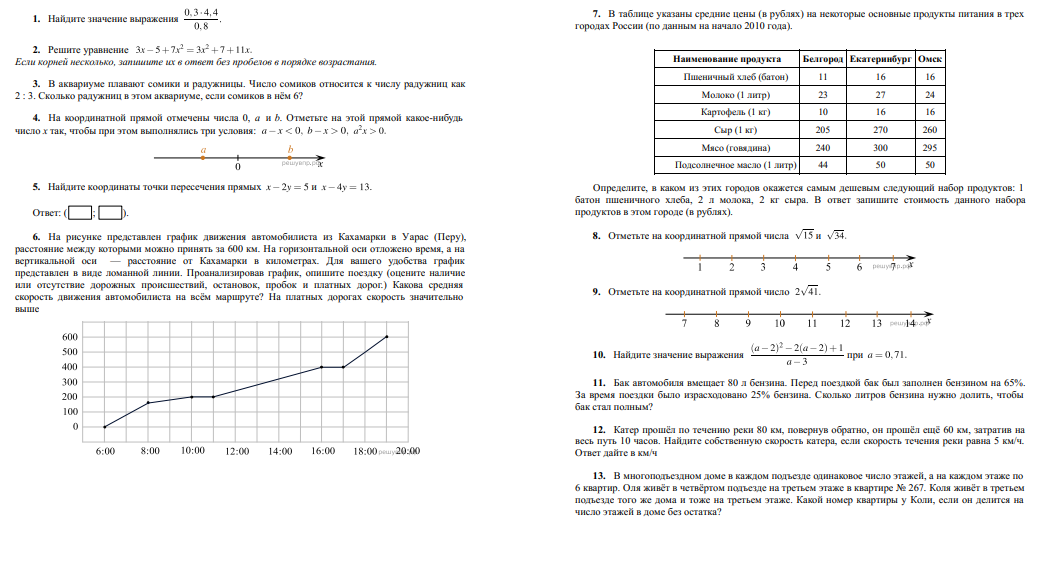 1. Найдите значение выражения 0,3·4,4 / 0,8.
2. Решите уравнение 3x − 5 + 7x² = 3x² + 7 + 11x.
Если корней несколько, запишите их в ответ без пробелов в порядке возрастания.
3. В аквариуме плавают сомики и радужницы. Число сомиков относится к числу радужниц как
2 : 3. Сколько радужниц в этом аквариуме, если сомиков в нём 6?
4. На координатной прямой отмечены числа 0, a и b. Отметьте на этой прямой какое-нибудь
число x так, чтобы при этом выполнялись три условия: a − x < 0, b − x > 0, a²x > 0.
a b
0 решувпр.рф x
5. Найдите координаты точки пересечения прямых x − 2y = 5 и x − 4y = 13.
Ответ: ( ; ).
6. На рисунке представлен график движения автомобилиста из Кахамарки в Уарас (Перу),
расстояние между которыми можно принять за 600 км. На горизонтальной оси отложено время, а на
вертикальной оси — расстояние от Кахамарки в километрах. Для вашего удобства график
представлен в виде ломанной линии. Проанализировав график, опишите поездку (оцените наличие
или отсутствие дорожных происшествий, остановок, пробок и платных дорог.) Какова средняя
скорость движения автомобилиста на всём маршруте? На платных дорогах скорость значительно
выше
600
500
400
300
200
100
0
6:00 8:00 10:00 12:00 14:00 16:00 18:00 20:00
7. В таблице указаны средние цены (в рублях) на некоторые основные продукты питания в трех
городах России (по данным на начало 2010 года).
Наименование продукта Белгород Екатеринбург Омск
Пшеничный хлеб (батон) 11 16 16
Молоко (1 литр) 23 27 24
Картофель (1 кг) 10 16 16
Сыр (1 кг) 205 270 260
Мясо (говядина) 240 300 295
Подсолнечное масло (1 литр) 44 50 50
Определите, в каком из этих городов окажется самым дешевым следующий набор продуктов: 1
батон пшеничного хлеба, 2 л молока, 2 кг сыра. В ответ запишите стоимость данного набора
продуктов в этом городе (в рублях).
8. Отметьте на координатной прямой числа √15 и √34.
1 2 3 4 5 6 7 решувпр.рф x
9. Отметьте на координатной прямой число 2√41.
7 8 9 10 11 12 13 14 решувпр.рф x
10. Найдите значение выражения (a − 2)² − 2(a − 2) + 1 / a − 3 при a = 0,71.
11. Бак автомобиля вмещает 80 л бензина. Перед поездкой бак был заполнен бензином на 65%.
За время поездки было израсходовано 25% бензина. Сколько литров бензина нужно долить, чтобы
бак стал полным?
12. Катер прошёл по течению реки 80 км, повернув обратно, он прошёл ещё 60 км, затратив на
весь путь 10 часов. Найдите собственную скорость катера, если скорость течения реки равна 5 км/ч.
Ответ дайте в км/ч
13. В многоподъездном доме в каждом подъезде одинаковое число этажей, а на каждом этаже по
6 квартир. Оля живёт в четвёртом подъезде на третьем этаже в квартире № 267. Коля живёт в третьем
подъезде того же дома и тоже на третьем этаже. Какой номер квартиры у Коли, если он делится на
число этажей в доме без остатка?